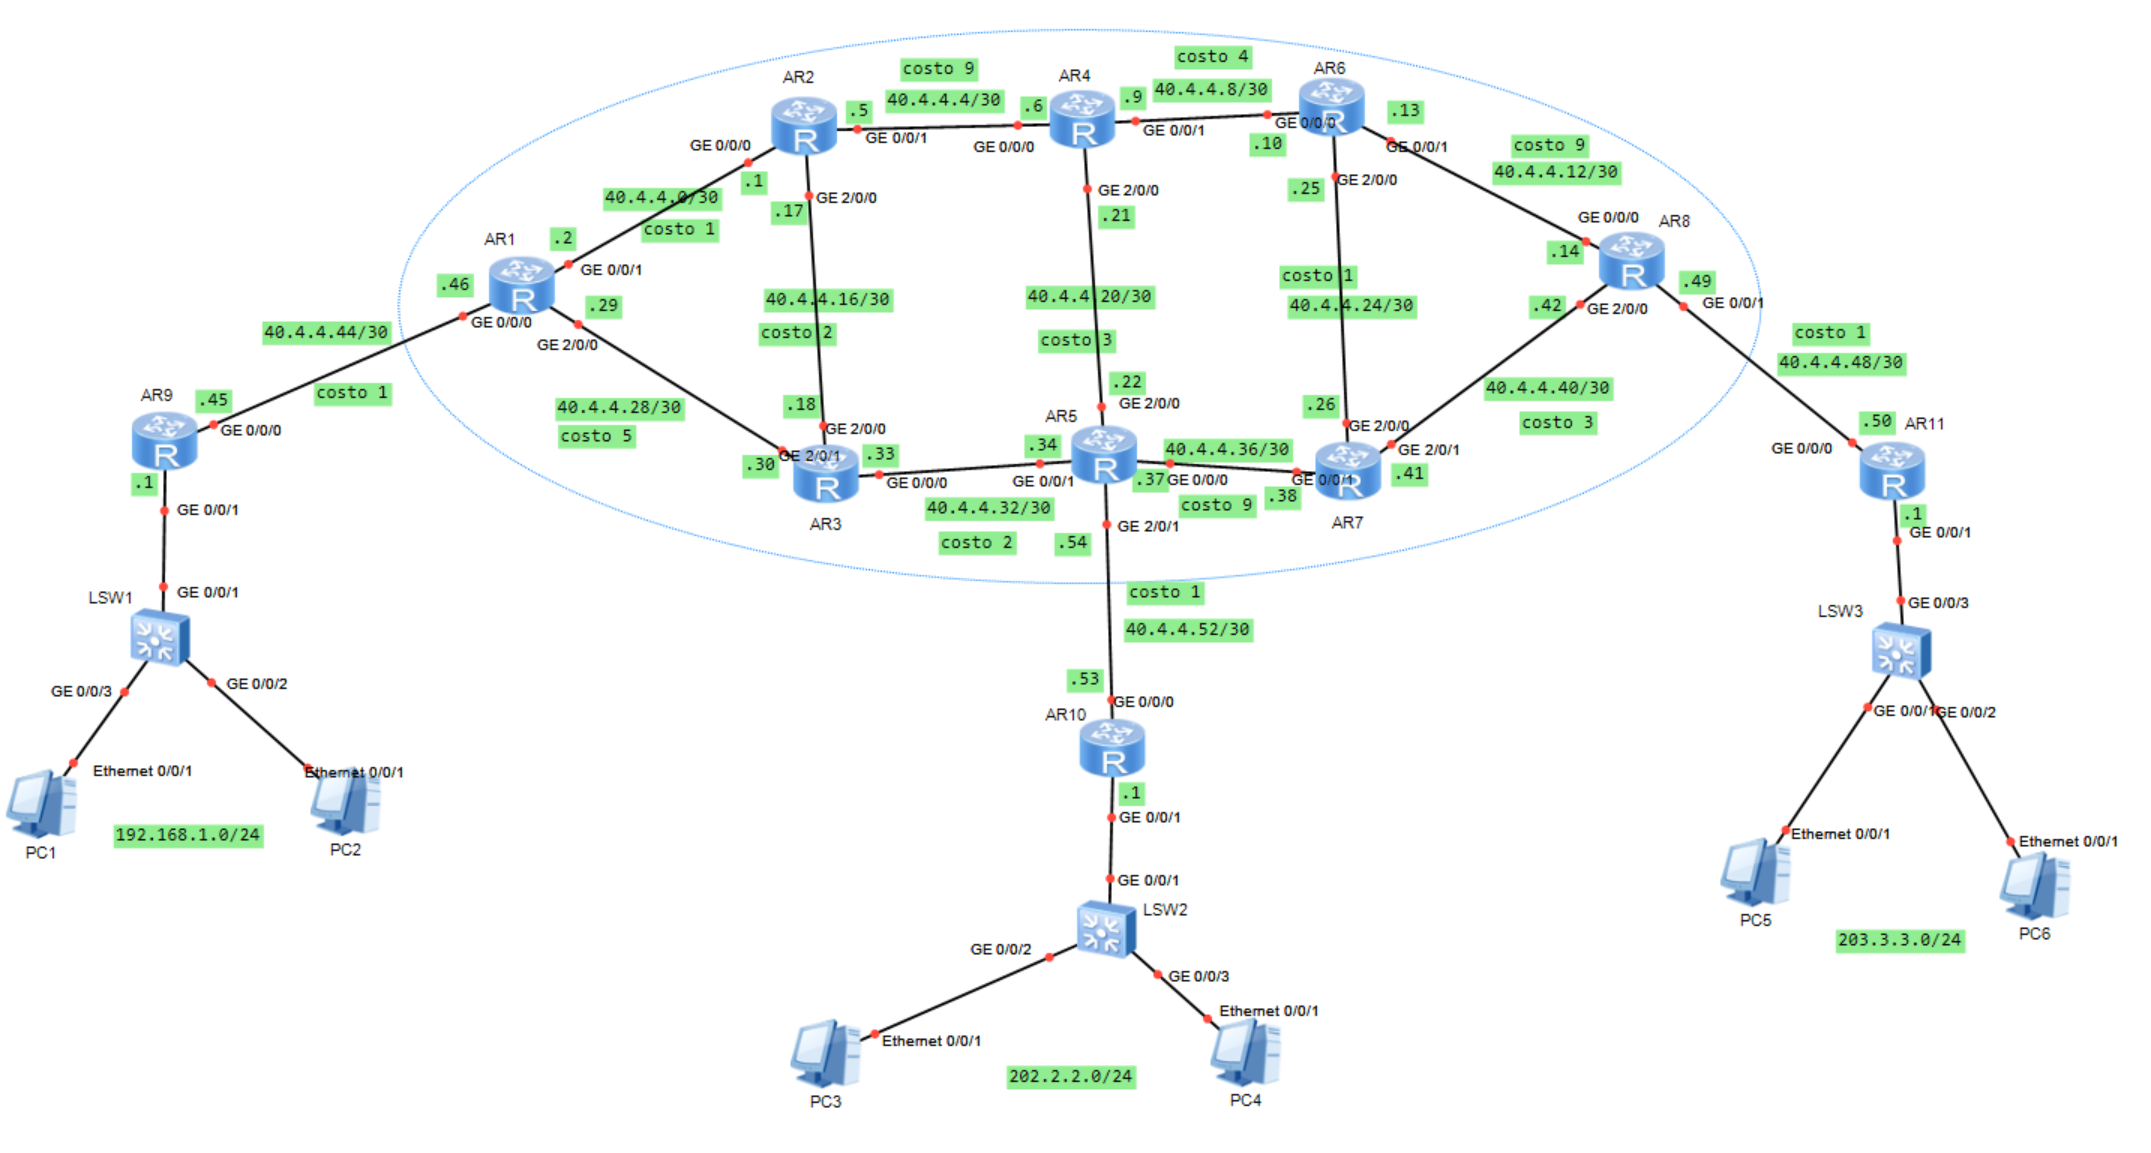 costo 4
AR6
costo 9
AR4
AR2
40.4.4.8/30
.9
40.4.4.4/30
.6
.5
.13
GE 0/0/0
GE 0/0/1
GE 0/0/1
GE 0/0/0
.10
GE 0/0/1
GE 0/0/0
costo 9
40.4.4.12/30
.1
.17
GE 2/0/0
40.4.4.0/30
costo 1
GE 2/0/0
.21
.25
GE 2/0/0
GE 0/0/0
AR8
AR1
.2
GE 0/0/1
.14
.46
.29
GE 0/0/0
GE 2/0/0
.49
GE 0/0/1
.42
GE 2/0/0
costo 1
40.4.4.24/30
40.4.4.16/30
costo 2
40.4.4.20/30
costo 3
40.4.4.44/30
costo 1
costo 1
40.4.4.48/30
AR9
.45
GE 0/0/0
40.4.4.28/30
costo 5
.18
GE 2/0/0
.22
GE 2/0/0
AR5
.26
GE 2/0/0
40.4.4.40/30
costo 3
GE 2/0/1
.41
.50
AR11
GE 0/0/0
.30
GE 2/0/1
.33
GE 0/0/0
AR3
.34
GE 0/0/1
40.4.4.36/30
.37
GE 0/0/0
costo 9
.38
GE 0/0/1
AR7
40.4.4.32/30
costo 2
GE 2/0/1
.54
.1
GE 0/0/1
.1
GE 0/0/1
costo 1
40.4.4.52/30
GE 0/0/1
LSW1
GE 0/0/3
LSW3
.53
GE 0/0/0
AR10
GE 0/0/3
GE 0/0/2
GE 0/0/1
GE 0/0/2
Ethernet 0/0/1
Ethernet 0/0/1
.1
GE 0/0/1
192.168.1.0/24
PC1
PC2
GE 0/0/1
LSW2
Ethernet 0/0/1
Ethernet 0/0/1
GE 0/0/2
GE 0/0/3
PC5
PC6
203.3.3.0/24
Ethernet 0/0/1
Ethernet 0/0/1
202.2.2.0/24
PC3
PC4